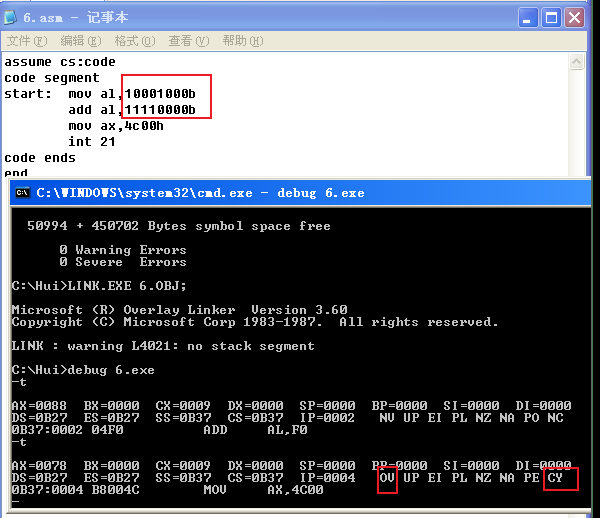 6.asm - 记事本
文件(F) 编辑(E) 格式(O) 查看(V) 帮助(H)
assume cs:code
code segment
start: mov al,10001000b
add al,11110000b
mov ax,4c00h
int 21
code ends
end
C:\WINDOWS\system32\cmd.exe - debug 6.exe
50994 + 450702 Bytes symbol space free
0 Warning Errors
0 Severe Errors
C:\Hui>LINK.EXE 6.OBJ;
Microsoft (R) Overlay Linker Version 3.60
Copyright (C) Microsoft Corp 1983-1987. All rights reserved.
LINK : warning L4021: no stack segment
C:\Hui>debug 6.exe
-t
AX=0088 BX=0000 CX=0009 DX=0000 SP=0000 BP=0000 SI=0000 DI=0000
DS=0B27 ES=0B27 SS=0B37 CS=0B37 IP=0002 NV UP EI PL NZ NA PO NC
0B37:0002 04F0 ADD AL,F0
-t
AX=0078 BX=0000 CX=0009 DX=0000 SP=0000 BP=0000 SI=0000 DI=0000
DS=0B27 ES=0B27 SS=0B37 CS=0B37 IP=0004 OV UP EI PL NZ NA PE CY
0B37:0004 B8004C MOV AX,4C00
-